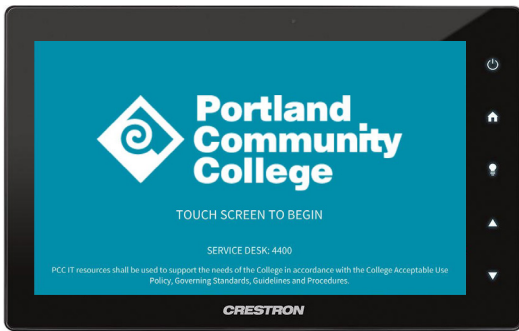 Portland
Community
College
TOUCH SCREEN TO BEGIN
SERVICE DESK: 4400
PCC IT resources shall be used to support the needs of the College in accordance with the College Acceptable Use
Policy, Governing Standards, Guidelines and Procedures.
CRESTRON